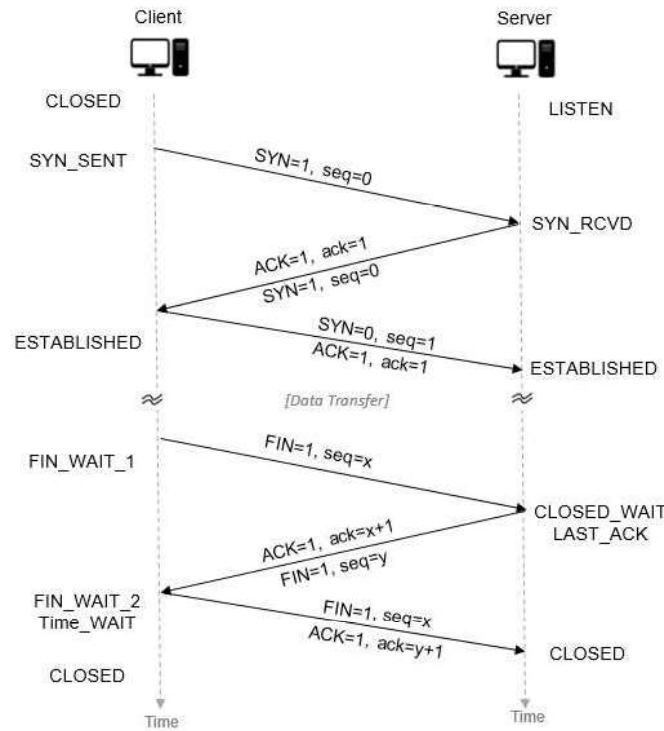 Client
Server
CLOSED
LISTEN
SYN_SENT
SYN=1, seq=0
SYN_RCVD
ACK=1, ack=1
SYN=1, seq=0
SYN=0, seq=1
ACK=1, ack=1
ESTABLISHED
ESTABLISHED
[Data Transfer]
FIN=1, seq=x
FIN_WAIT_1
CLOSED_WAIT
LAST_ACK
ACK=1, ack=x+1
FIN=1, seq=y
FIN_WAIT_2
Time_WAIT
FIN=1, seq=x
ACK=1, ack=y+1
CLOSED
CLOSED
Time
Time